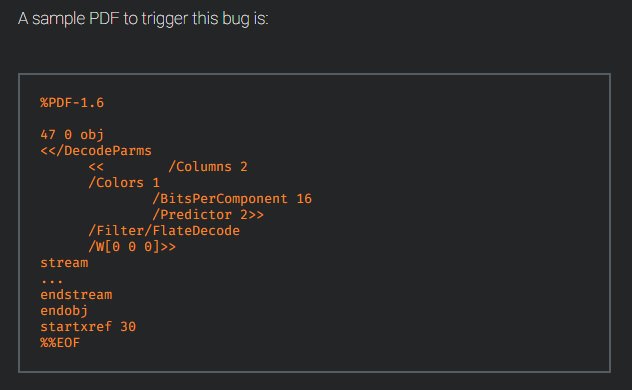 A sample PDF to trigger this bug is:
%PDF-1.6
47 0 obj
<</DecodeParms
<< /Columns 2
/Colors 1
/BitsPerComponent 16
/Predictor 2>>
/Filter/FlateDecode
/W[0 0 0]>>
stream
...
endstream
endobj
startxref 30
%%EOF